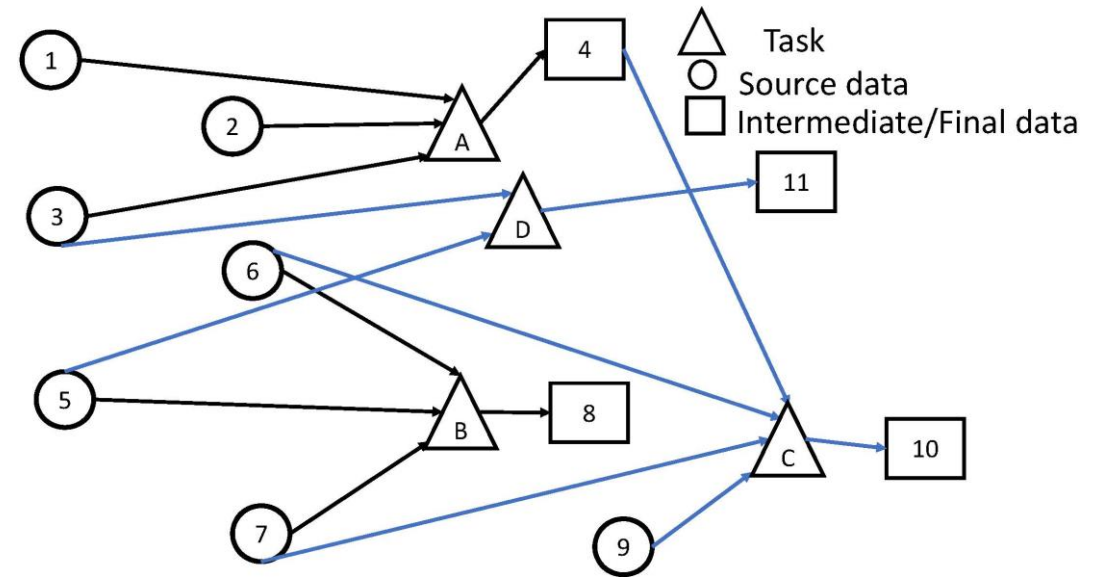 1
4
Task
Source data
2
Intermediate/Final data
A
11
3
D
6
5
8
B
10
C
7
9